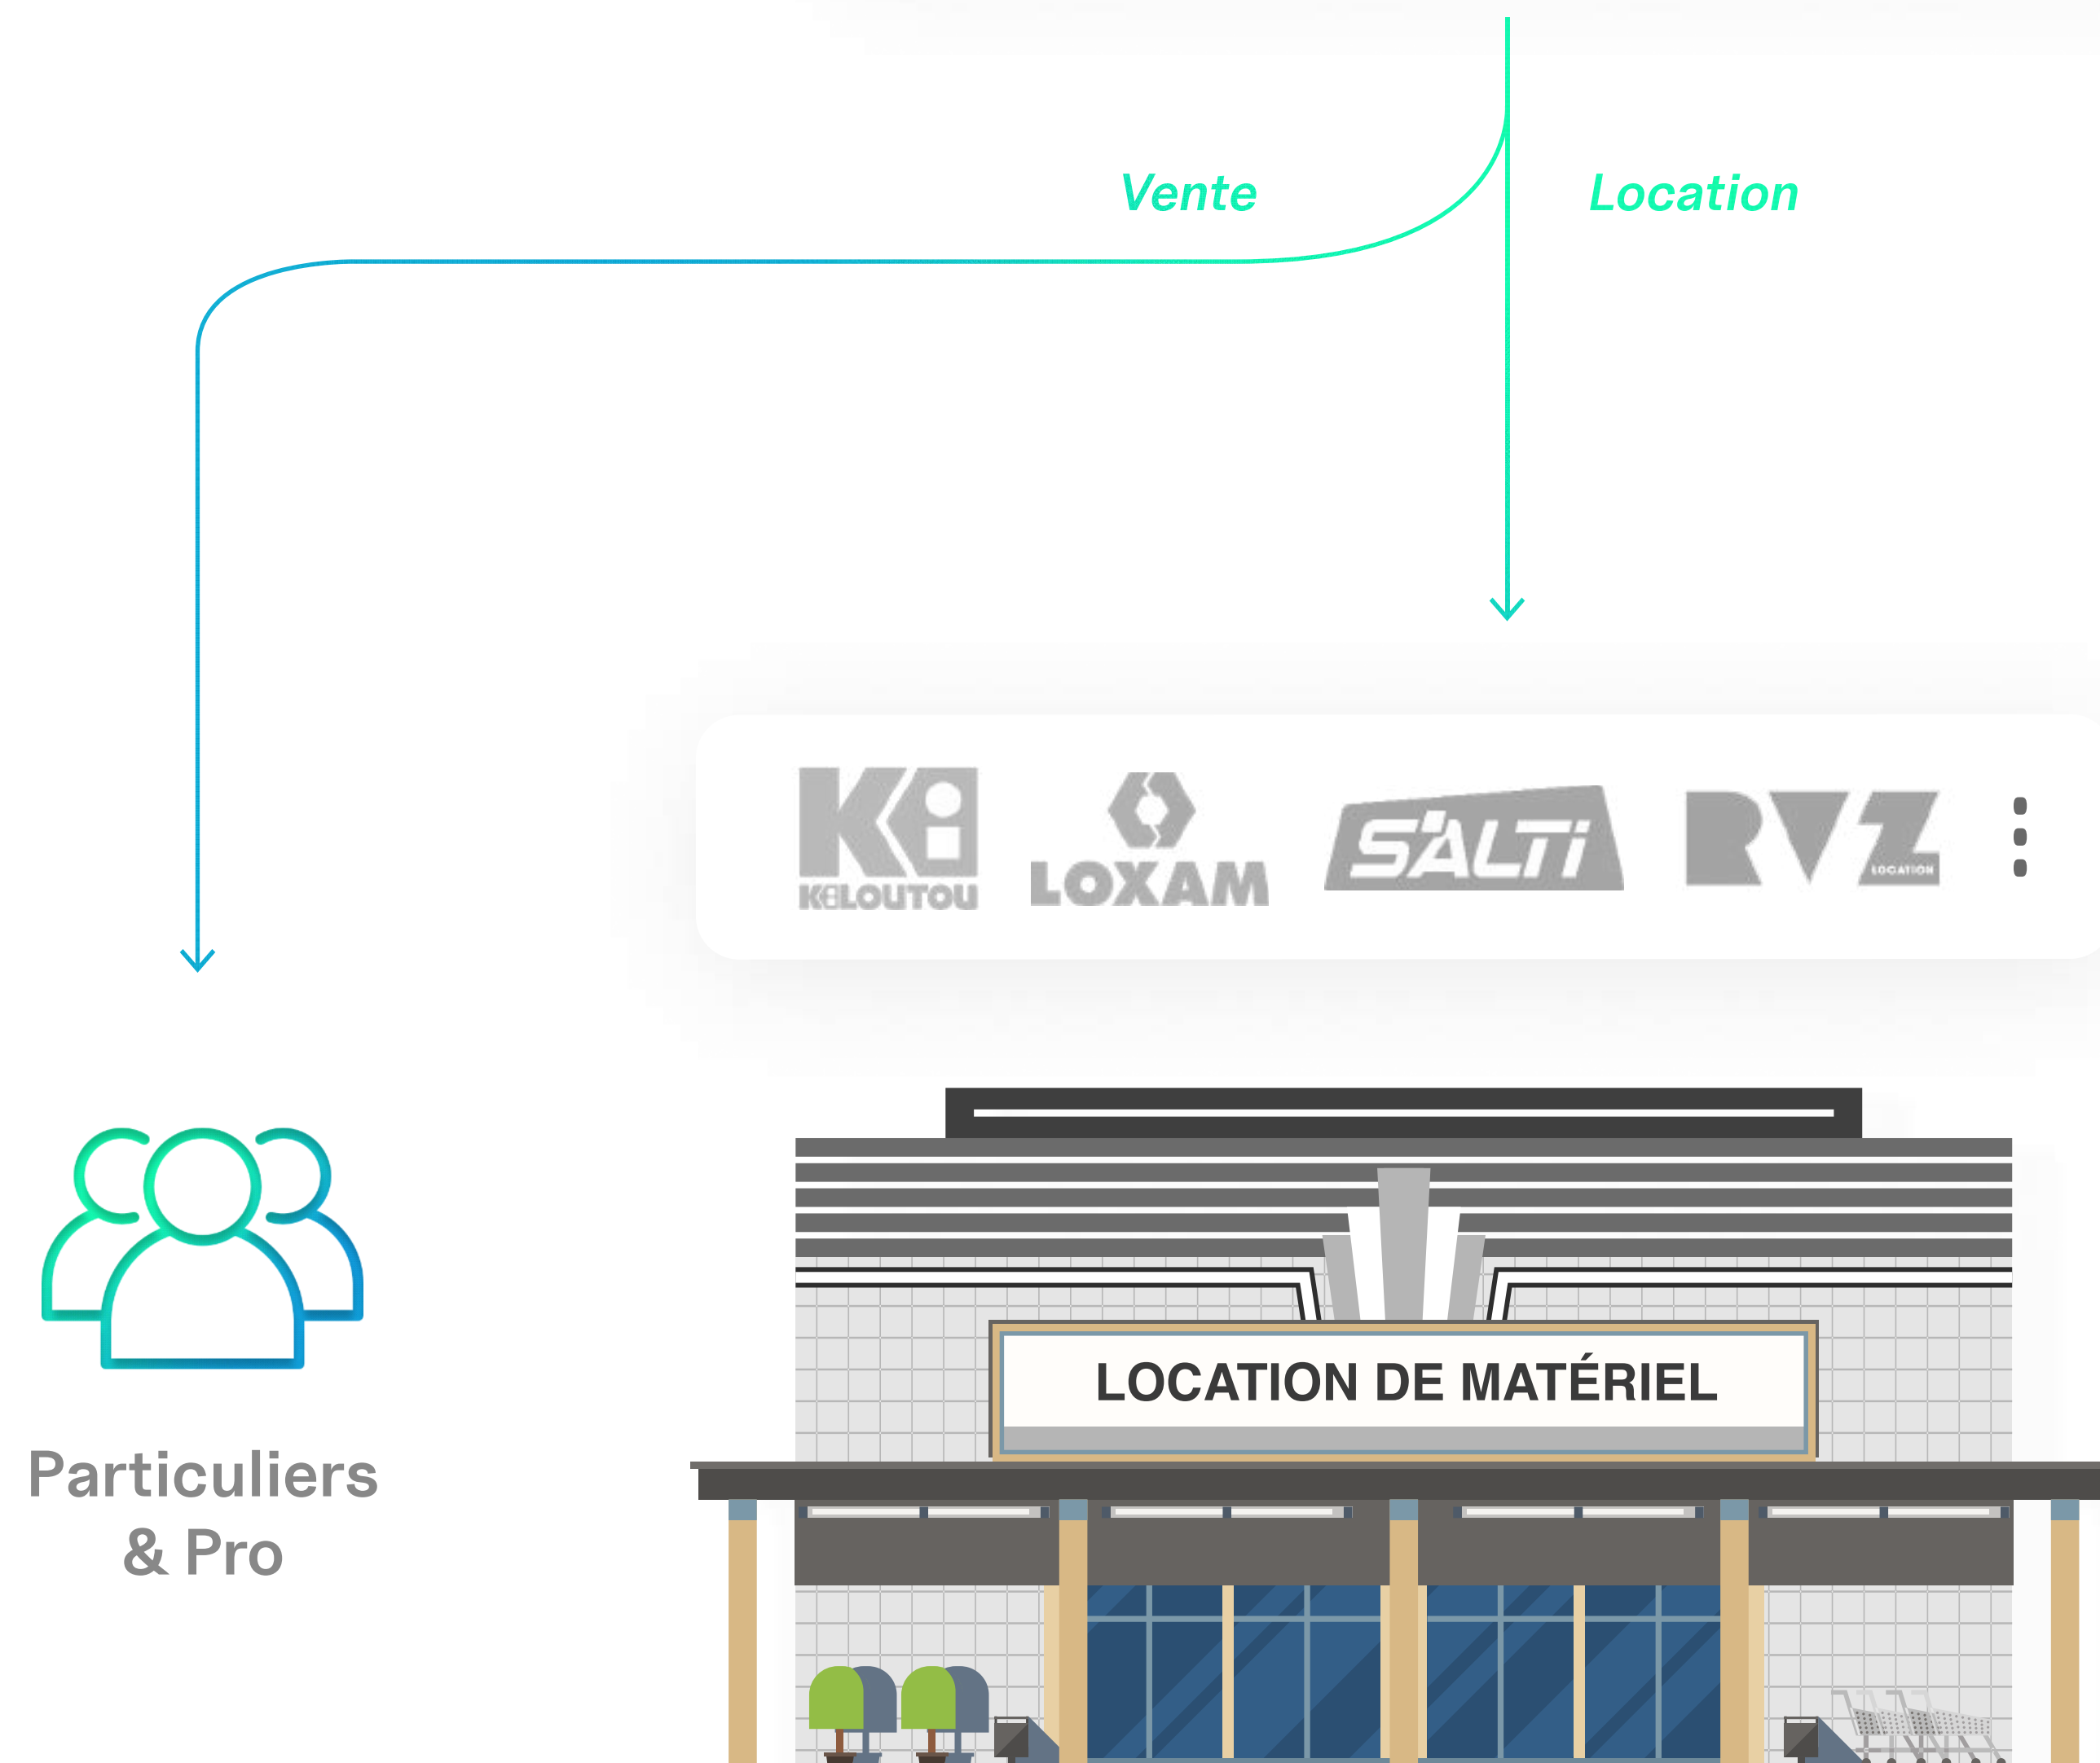 Vente
Location
KiLOUTOU
LOXAM
SALTi
RVZ
LOCATION
LOCATION DE MATÉRIEL
Particuliers
& Pro